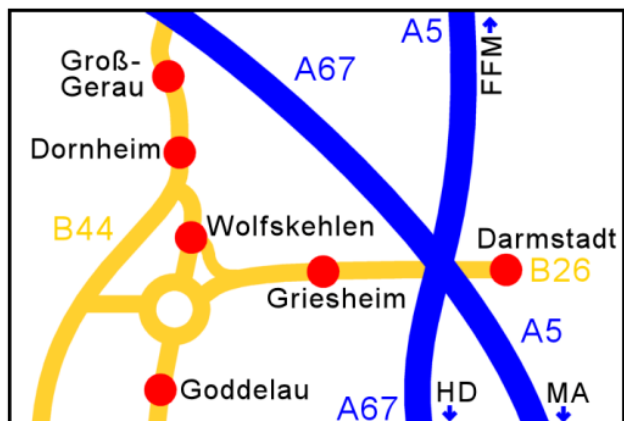 A5
FFM
Groß-
Gerau
A67
Dornheim
B44
Wolfskehlen
Darmstadt
B26
Griesheim
A5
Goddelau
HD
MA
A67